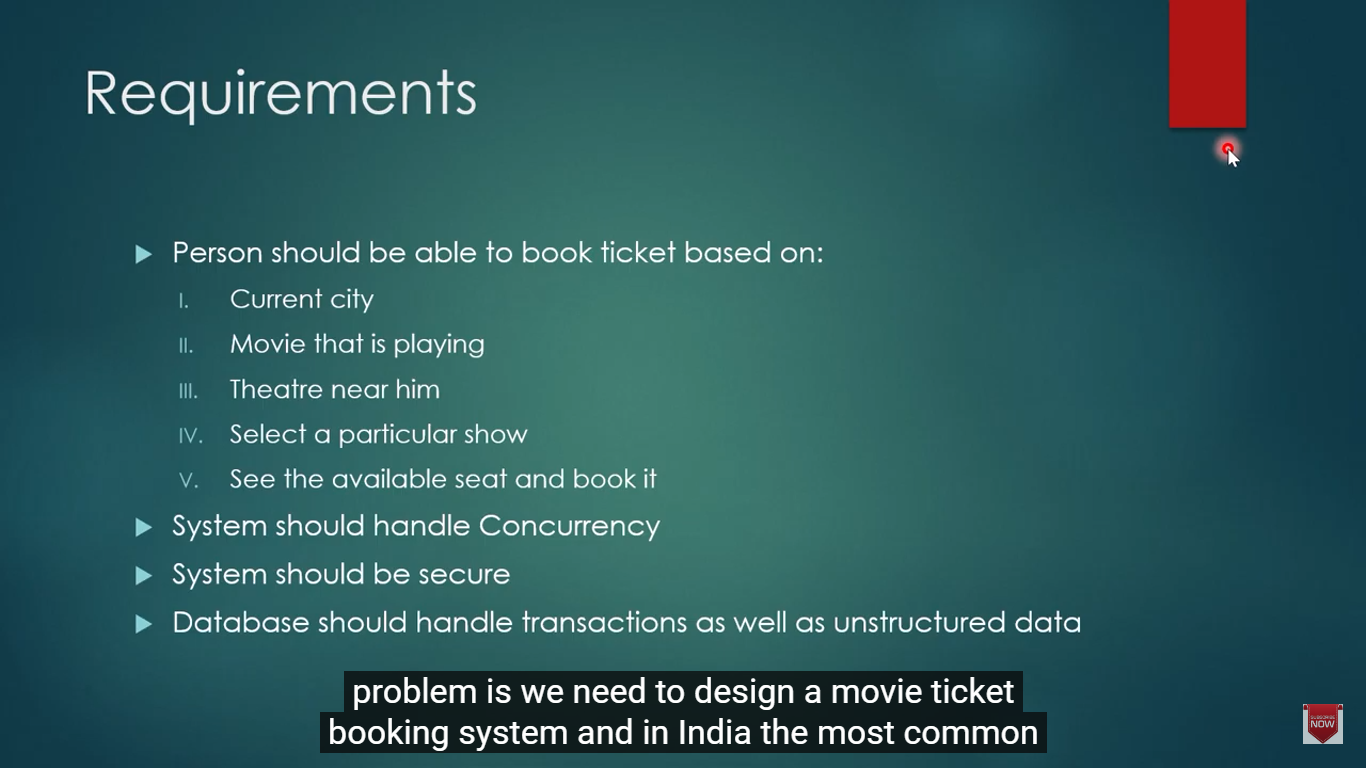 Requirements
Person should be able to book ticket based on:
I. Current city
II. Movie that is playing
III. Theatre near him
IV. Select a particular show
V. See the available seat and book it
System should handle Concurrency
System should be secure
Database should handle transactions as well as unstructured data
problem is we need to design a movie ticket
booking system and in India the most common
SUBSCRIBE
NOW